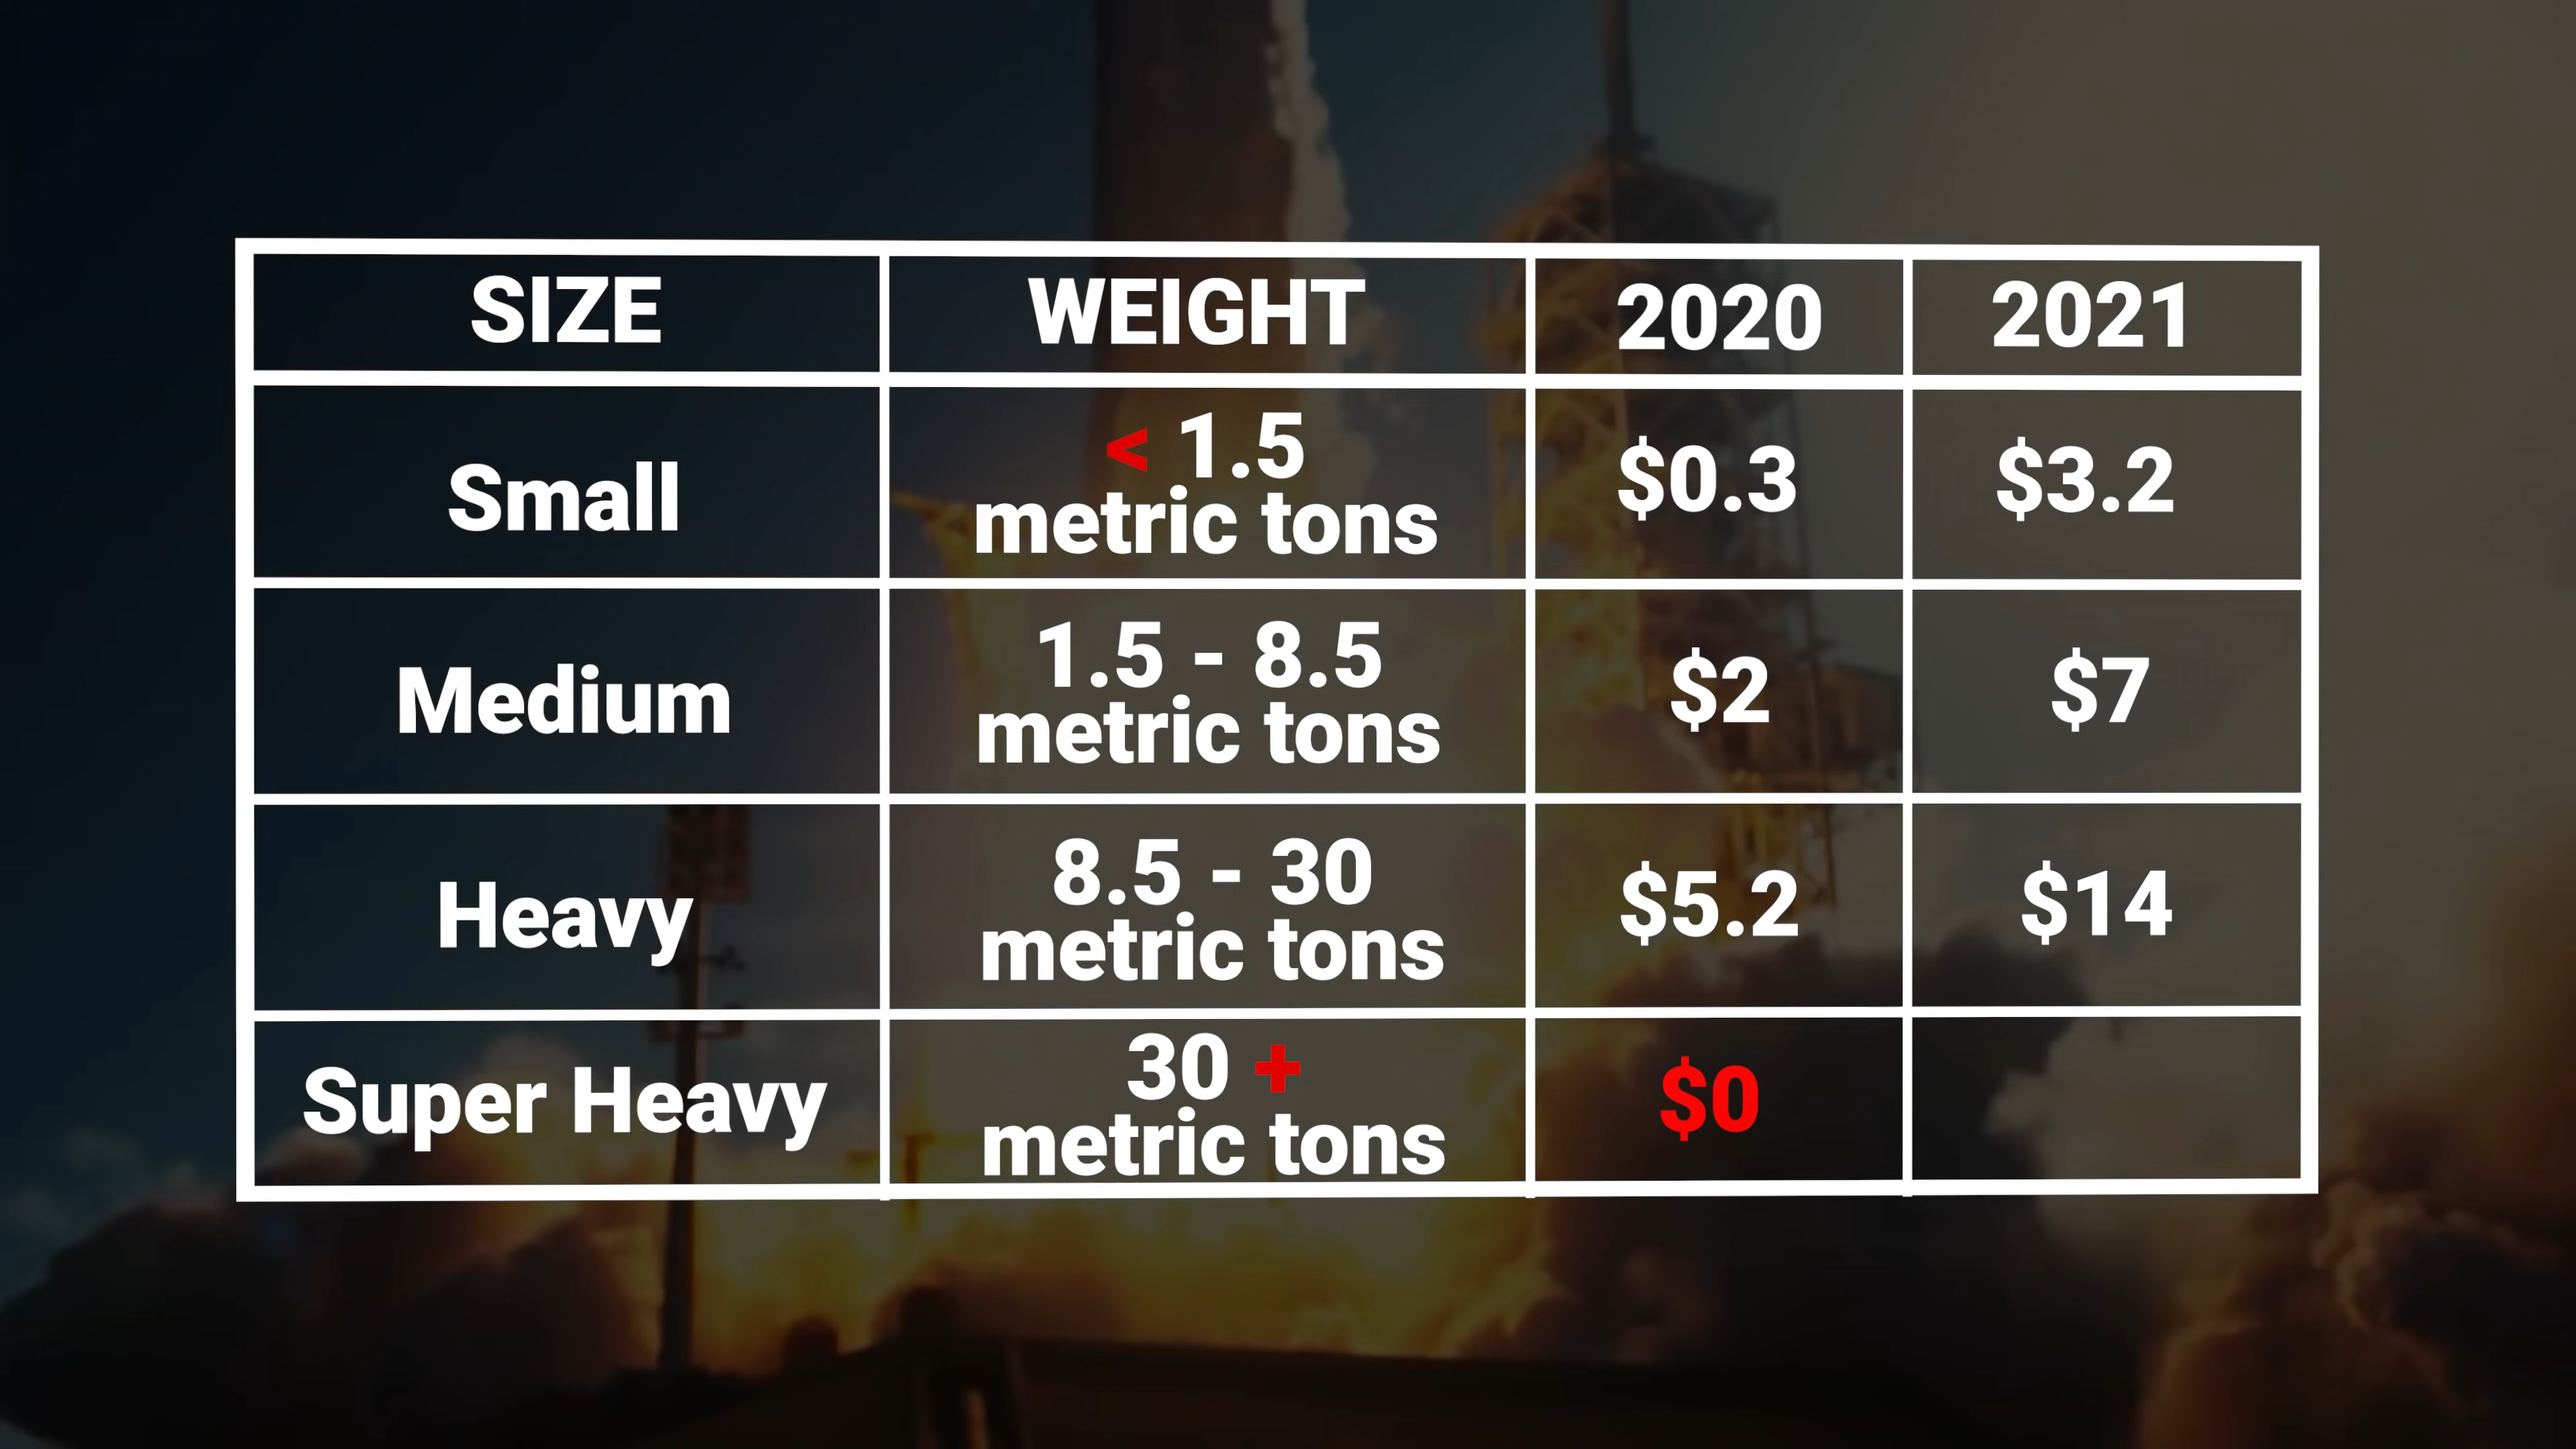 SIZE WEIGHT 2020 2021
Small < 1.5 metric tons $0.3 $3.2
Medium 1.5 - 8.5 metric tons $2 $7
Heavy 8.5 - 30 metric tons $5.2 $14
Super Heavy 30 + metric tons $0